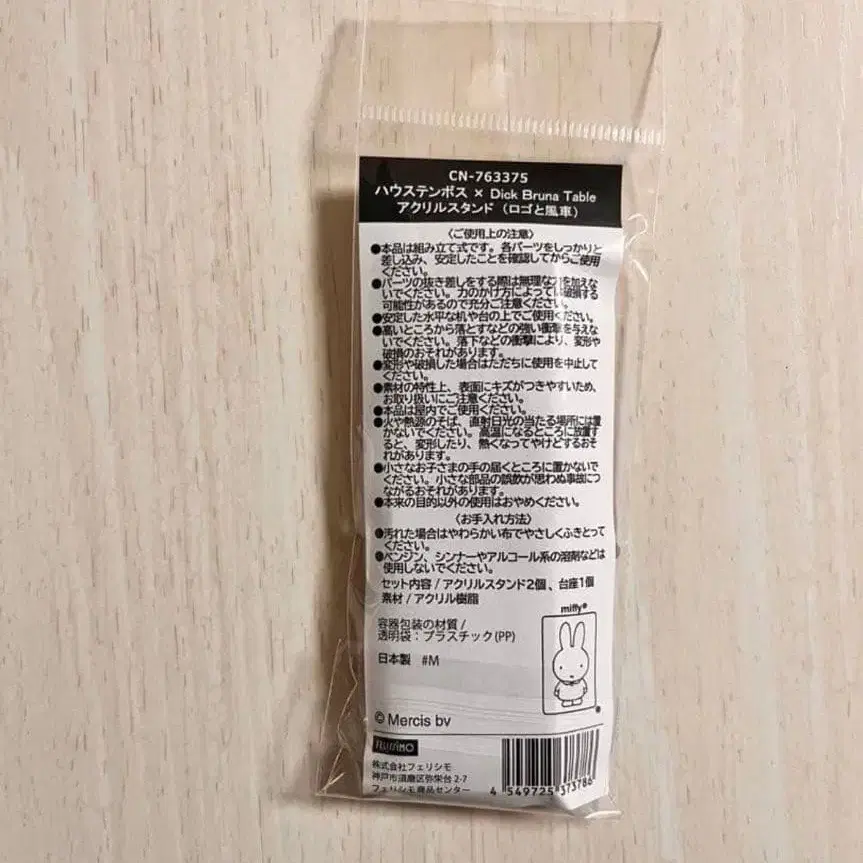 CN-763375
ハウステンボス × Dick Bruna Table
アクリルスタンド（ロゴと風車）
〈ご使用上の注意〉
●本品は組み立て式です。各パーツをしっかりと
差し込み、安定したことを確認してからご使用
ください。
●パーツの抜き差しをする際は無理な力を加えな
いでください。力のかけ方によっては破損する
可能性があるので充分ご注意ください。
●安定した水平な机や台の上でご使用ください。
●高いところから落とすなどの強い衝撃を与えな
いでください。落下などの衝撃により、変形や
破損のおそれがあります。
●変形や破損した場合はただちに使用を中止して
ください。
●素材の特性上、表面にキズがつきやすいため、
お取り扱いにご注意ください。
●本品は屋内でご使用ください。
●火や熱源のそば、直射日光の当たる場所には置
かないでください。高温になるところに放置す
ると、変形したり、熱くなってやけどするおそ
れがあります。
●小さなお子さまの手の届くところに置かないで
ください。小さな部品の誤飲が思わぬ事故につ
ながるおそれがあります。
●本来の目的以外の使用はおやめください。
〈お手入れ方法〉
●汚れた場合はやわらかい布でやさしくふきとって
ください。
●ベンジン、シンナーやアルコール系の溶剤などは
使用しないでください。
セット内容 / アクリルスタンド2個、台座1個
素材 / アクリル樹脂
容器包装の材質 /
透明袋：プラスチック(PP)
日本製 #M
miffy®
© Mercis bv
FELISSIMO
株式会社フェリシモ
神戸市須磨区弥栄台 2-7
フェリシモ商品センター
4 549725 373786